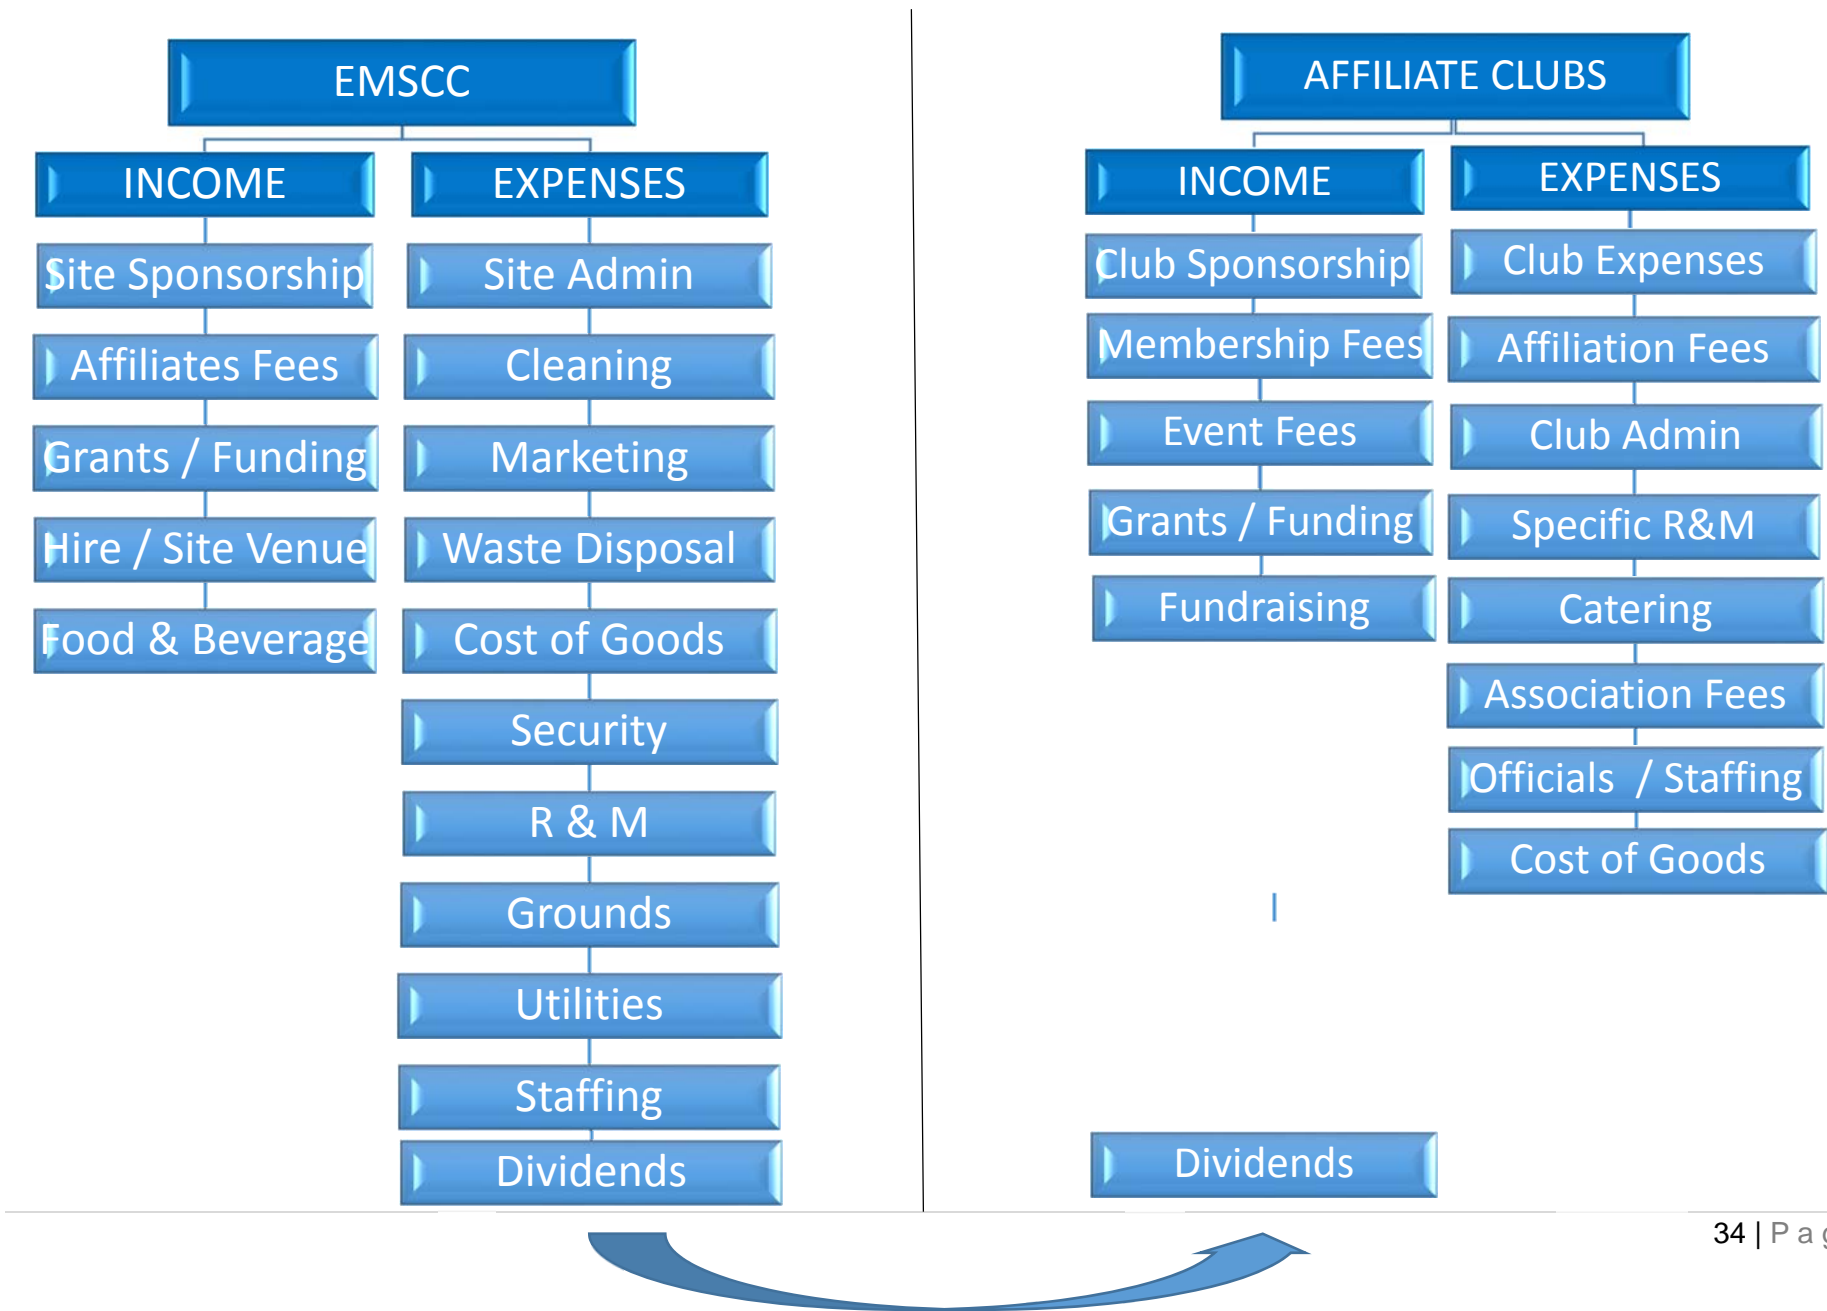 EMSCC
INCOME
Site Sponsorship
Affiliates Fees
Grants / Funding
Hire / Site Venue
Food & Beverage
EXPENSES
Site Admin
Cleaning
Marketing
Waste Disposal
Cost of Goods
Security
R & M
Grounds
Utilities
Staffing
Dividends
AFFILIATE CLUBS
INCOME
Club Sponsorship
Membership Fees
Event Fees
Grants / Funding
Fundraising
Dividends
EXPENSES
Club Expenses
Affiliation Fees
Club Admin
Specific R&M
Catering
Association Fees
Officials / Staffing
Cost of Goods
34 | P a g